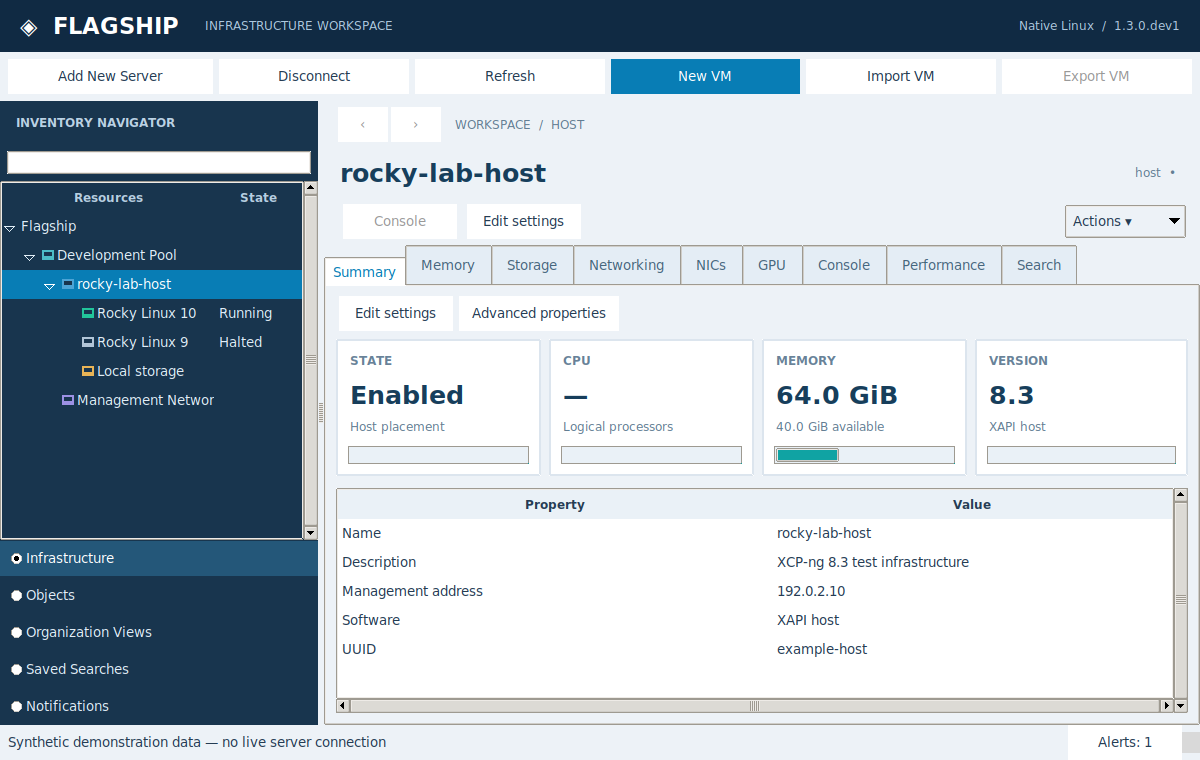 ◈ FLAGSHIP INFRASTRUCTURE WORKSPACE Native Linux / 1.3.0.dev1
Add New Server Disconnect Refresh New VM Import VM Export VM
INVENTORY NAVIGATOR
Resources State
Flagship
Development Pool
rocky-lab-host
Rocky Linux 10 Running
Rocky Linux 9 Halted
Local storage
Management Networ
Infrastructure
Objects
Organization Views
Saved Searches
Notifications
‹ › WORKSPACE / HOST
rocky-lab-host host •
Console Edit settings Actions ▾
Summary Memory Storage Networking NICs GPU Console Performance Search
Edit settings Advanced properties
STATE CPU MEMORY VERSION
Enabled — 64.0 GiB 8.3
Host placement Logical processors 40.0 GiB available XAPI host
Property Value
Name rocky-lab-host
Description XCP-ng 8.3 test infrastructure
Management address 192.0.2.10
Software XAPI host
UUID example-host
Synthetic demonstration data — no live server connection Alerts: 1